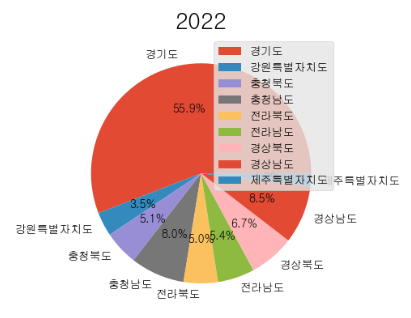 2022
경기도
강원특별자치도
충청북도
충청남도
전라북도
전라남도
경상북도
경상남도
제주특별자치도
경기도
55.9%
강원특별자치도
3.5%
충청북도
5.1%
충청남도
8.0%
전라북도
5.0%
전라남도
5.4%
경상북도
6.7%
경상남도
8.5%
주특별자치도